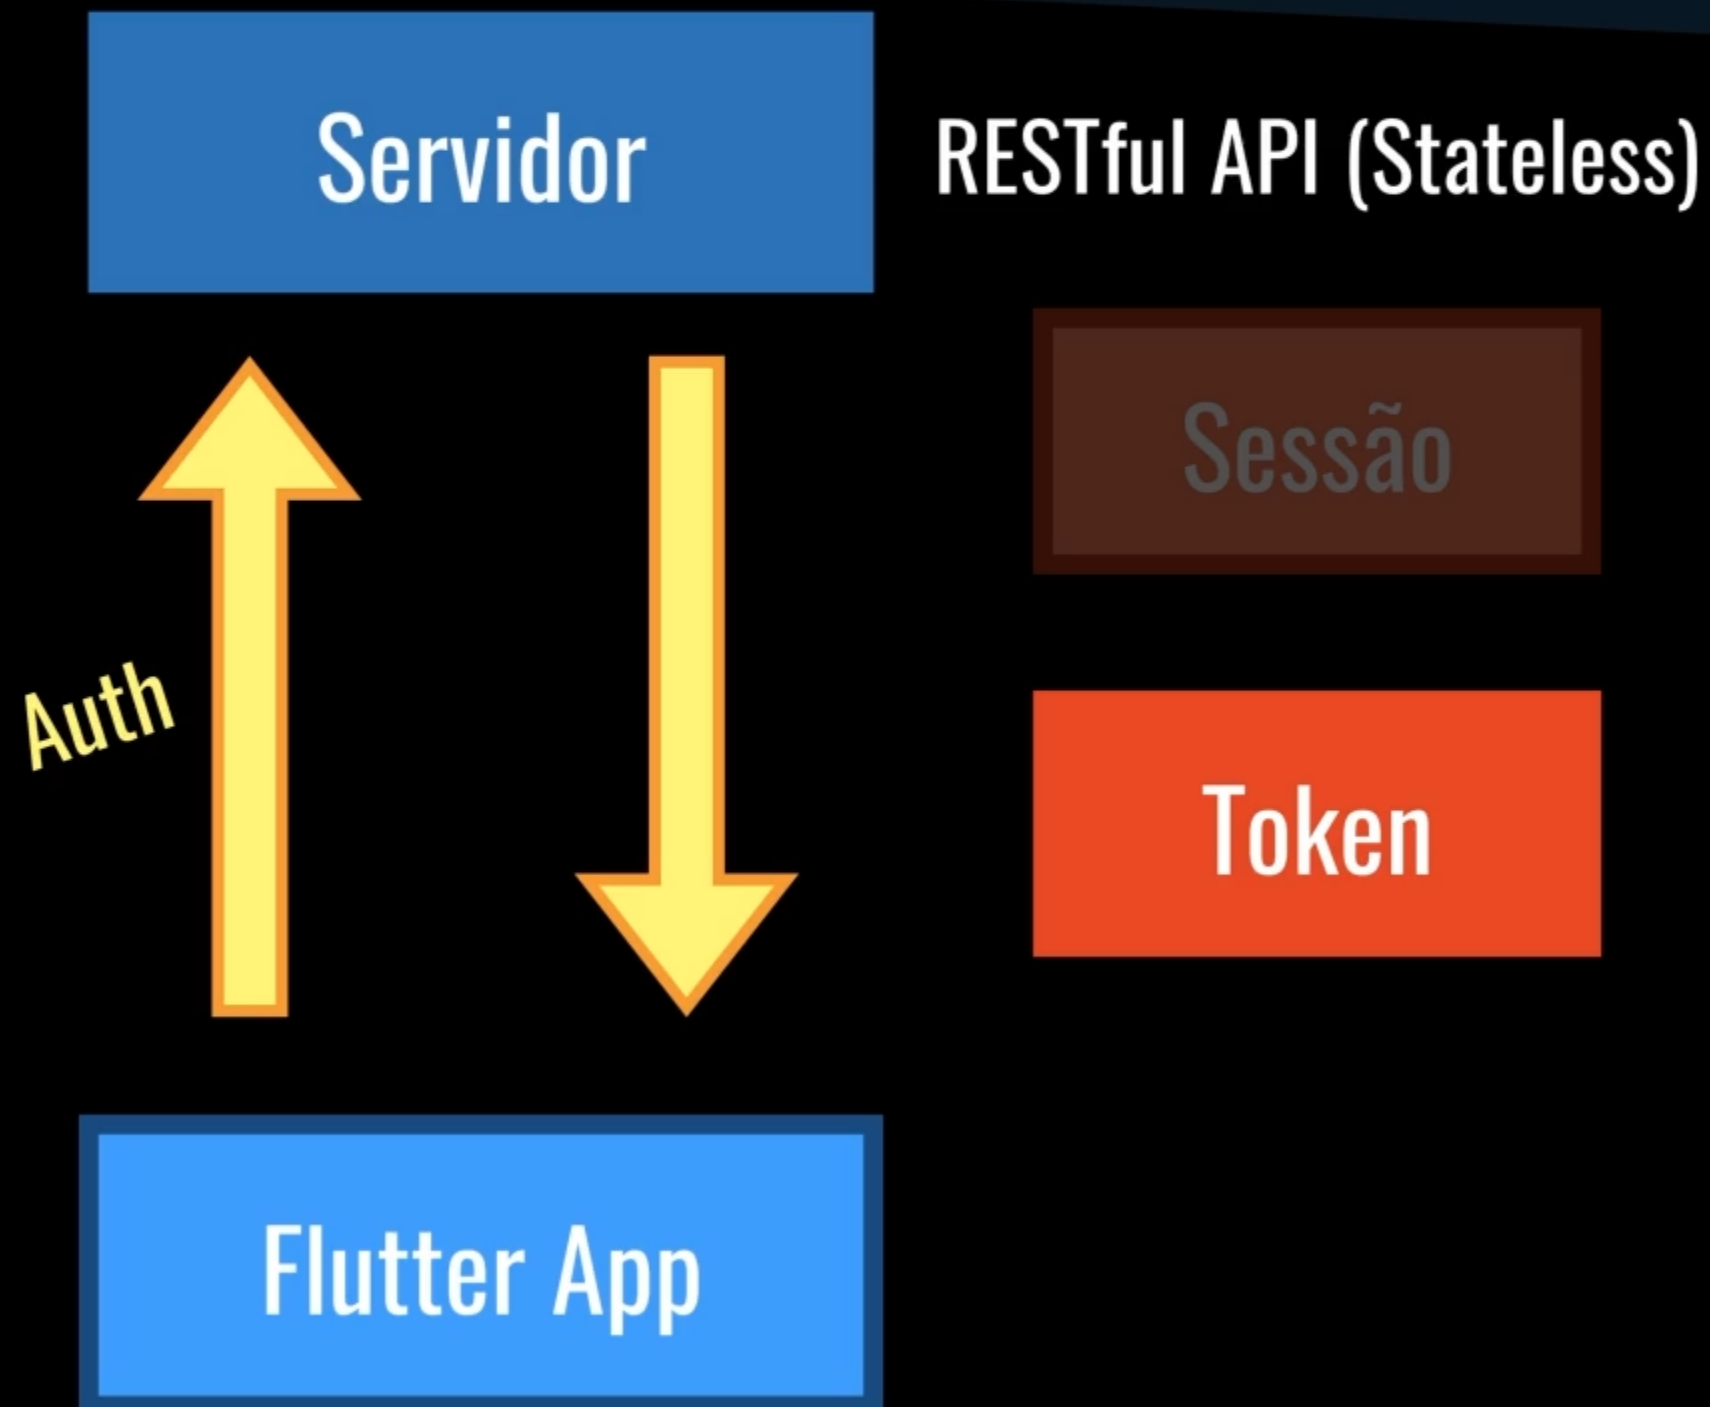 Servidor
RESTful API (Stateless)
Sessão
Auth
Token
Flutter App